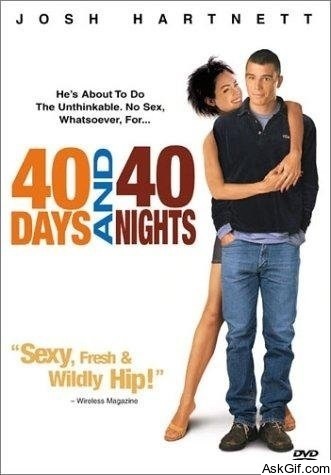 JOSH HARTNETT
He's About To Do
The Unthinkable. No Sex,
Whatsoever, For...
40 AND 40
DAYS NIGHTS
"Sexy, Fresh &
Wildly Hip!"
– Wireless Magazine
DVD
AskGif.com